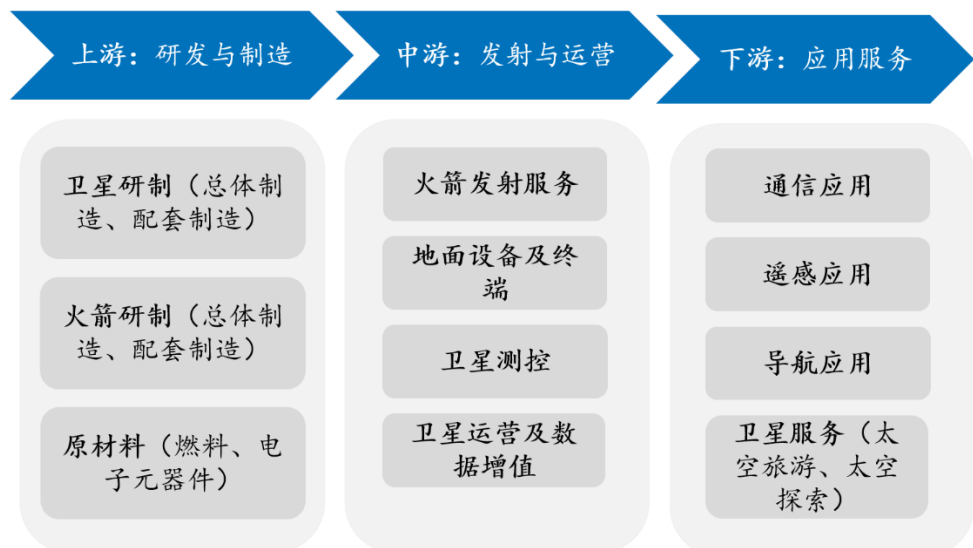 上游：研发与制造
中游：发射与运营
下游：应用服务
卫星研制（总体制
造、配套制造）
火箭研制（总体制
造、配套制造）
原材料（燃料、电
子元器件）
火箭发射服务
地面设备及终
端
卫星测控
卫星运营及数
据增值
通信应用
遥感应用
导航应用
卫星服务（太
空旅游、太空
探索）